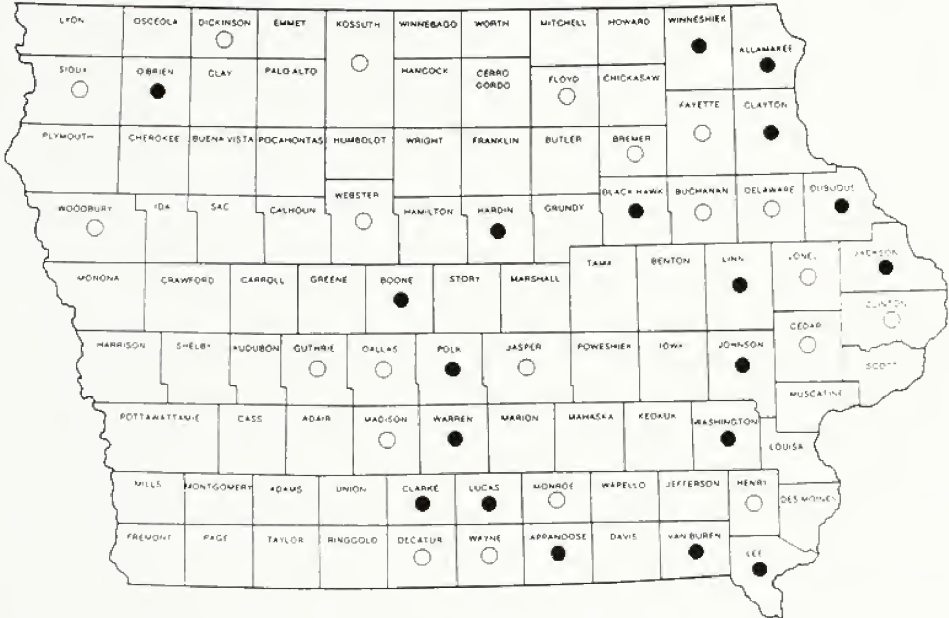 LYON
OSCEOLA
DICKINSON
EMMET
KOSSUTH
WINNEBAGO
WORTH
MITCHELL
HOWARD
WINNESHIEK
ALLAMAKEE
SIOUX
O'BRIEN
CLAY
PALO ALTO
HANCOCK
CERRO
GORDO
FLOYD
CHICKASAW
FAYETTE
CLAYTON
PLYMOUTH
CHEROKEE
BUENA VISTA
POCAHONTAS
HUMBOLDT
WRIGHT
FRANKLIN
BUTLER
BREMER
WOODBURY
IDA
SAC
CALHOUN
WEBSTER
HAMILTON
HARDIN
GRUNDY
BLACK HAWK
BUCHANAN
DELAWARE
DUBUQUE
MONONA
CRAWFORD
CARROLL
GREENE
BOONE
STORY
MARSHALL
TAMA
BENTON
LINN
JONES
JACKSON
CLINTON
HARRISON
SHELBY
AUDUBON
GUTHRIE
DALLAS
POLK
JASPER
POWESHIEK
IOWA
JOHNSON
CEDAR
SCOTT
MUSCATINE
POTTAWATTAMIE
CASS
ADAIR
MADISON
WARREN
MARION
MAHASKA
KEOKUK
WASHINGTON
LOUISA
MILLS
MONTGOMERY
ADAMS
UNION
CLARKE
LUCAS
MONROE
WAPELLO
JEFFERSON
HENRY
DES MOINES
FREMONT
PAGE
TAYLOR
RINGGOLD
DECATUR
WAYNE
APPANOOSE
DAVIS
VAN BUREN
LEE